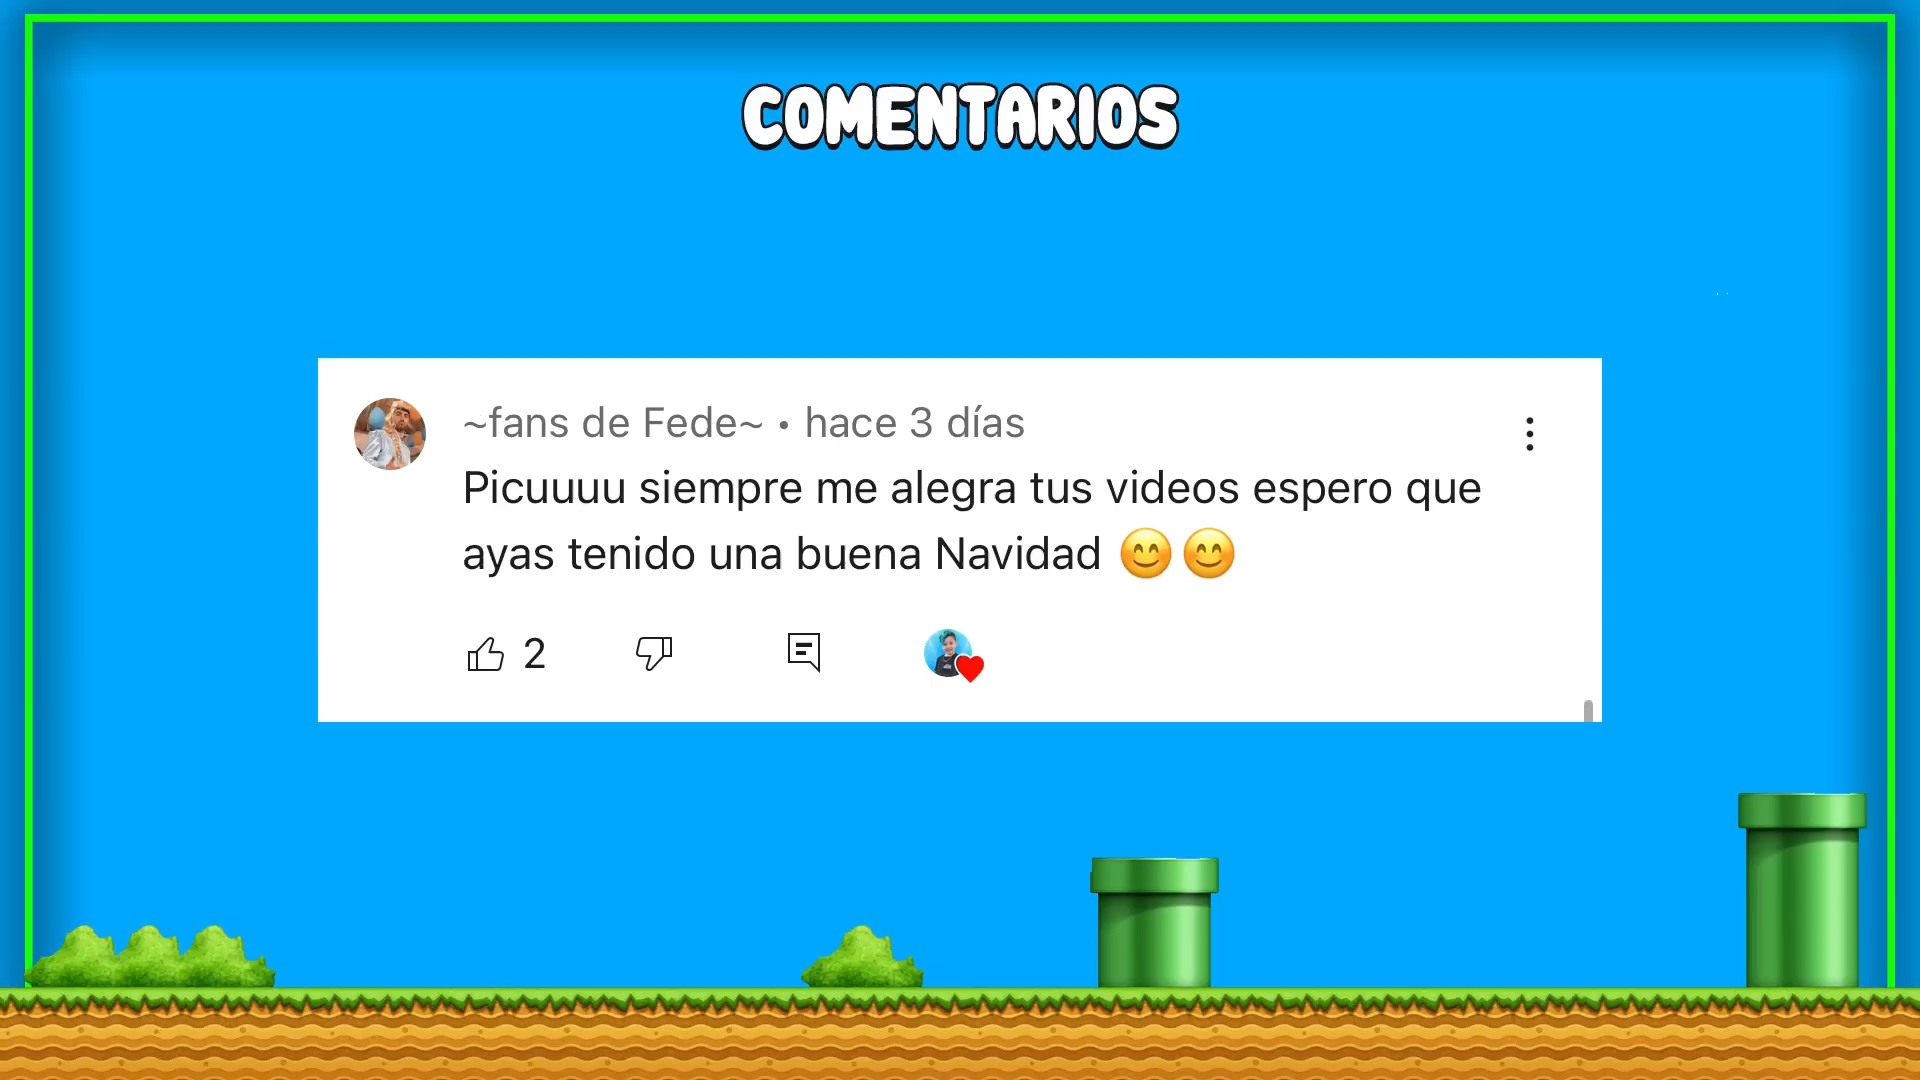 COMENTARIOS
~fans de Fede~ • hace 3 días
Picuuuu siempre me alegra tus videos espero que
ayas tenido una buena Navidad 😊😊
2